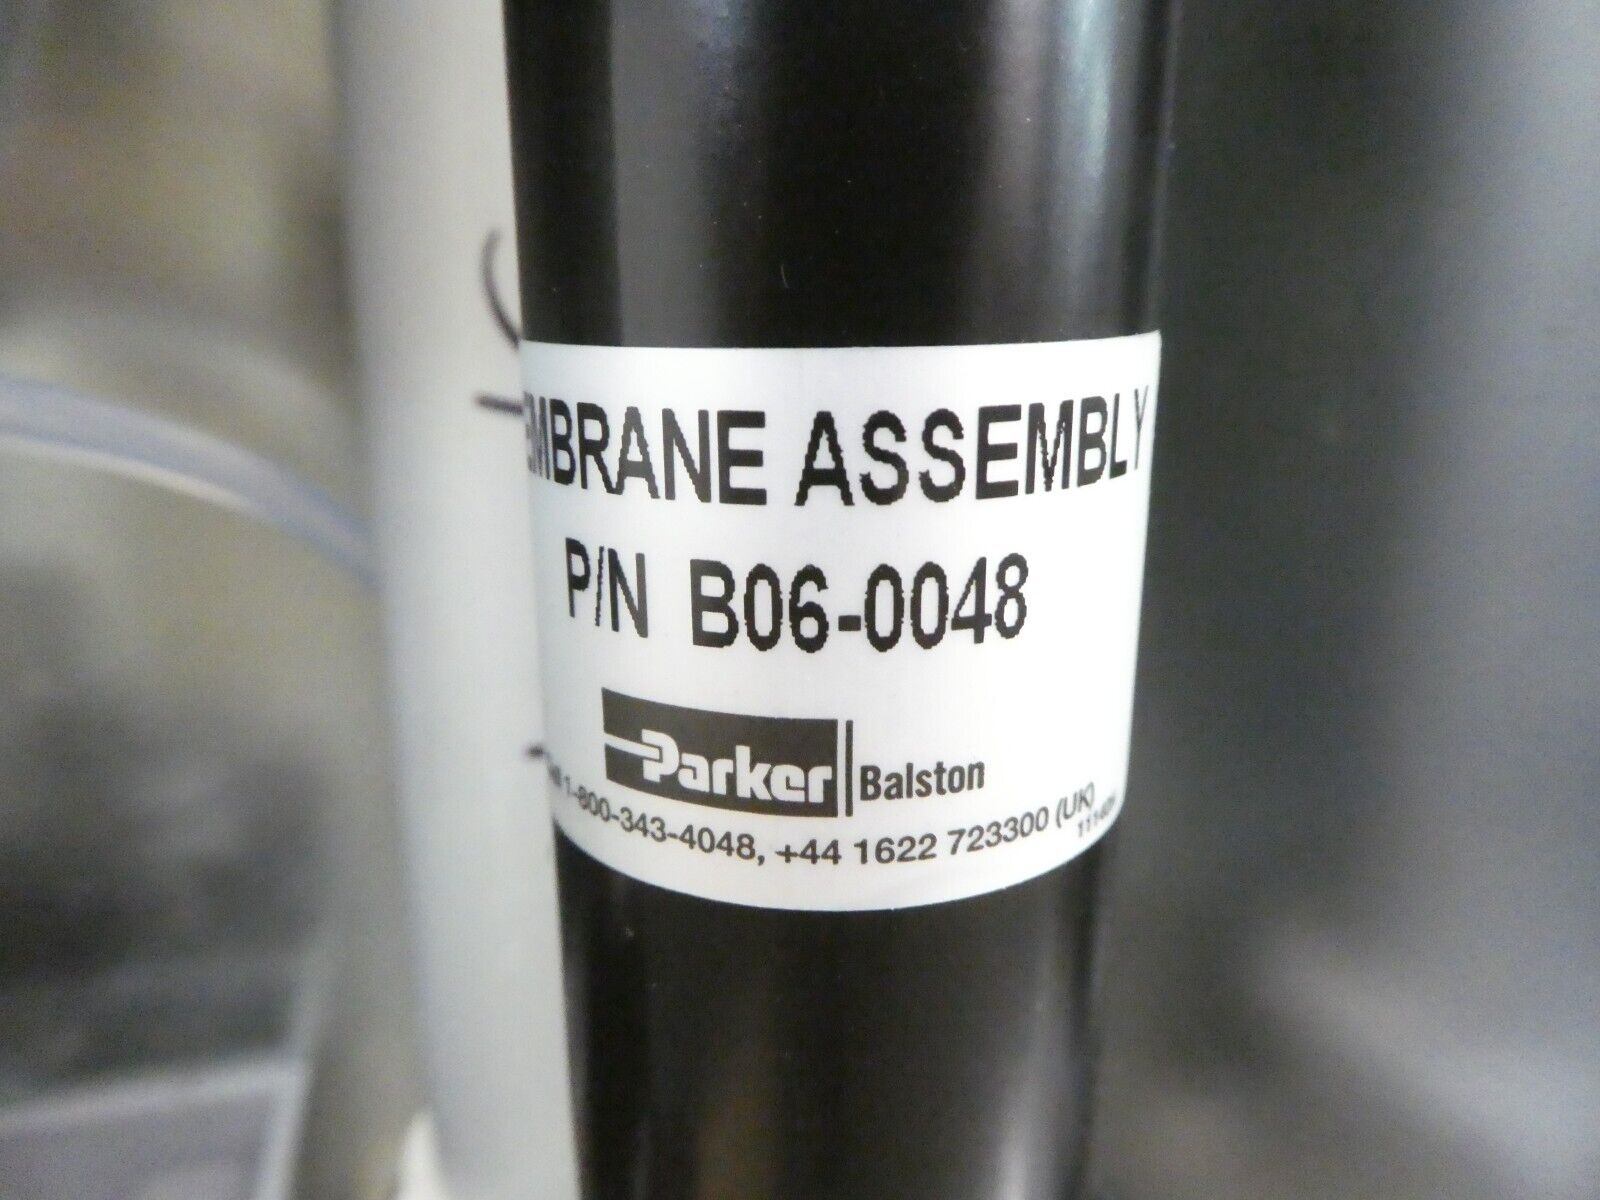 EMBRANE ASSEMBLY
P/N B06-0048
Parker Balston
1-800-343-4048, +44 1622 723300 (UK)